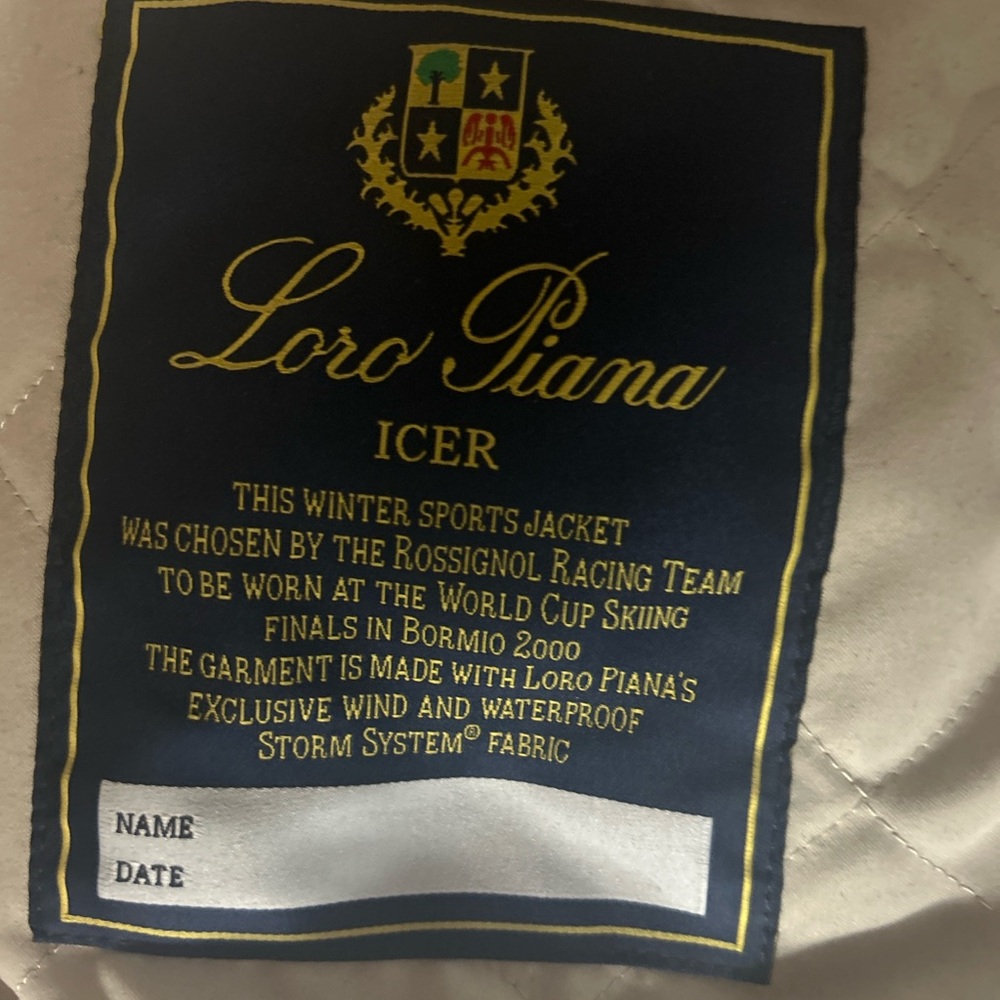 Loro Piana
ICER
THIS WINTER SPORTS JACKET
WAS CHOSEN BY THE ROSSIGNOL RACING TEAM
TO BE WORN AT THE WORLD CUP SKIING
FINALS IN BORMIO 2000
THE GARMENT IS MADE WITH LORO PIANA'S
EXCLUSIVE WIND AND WATERPROOF
STORM SYSTEM® FABRIC
NAME
DATE